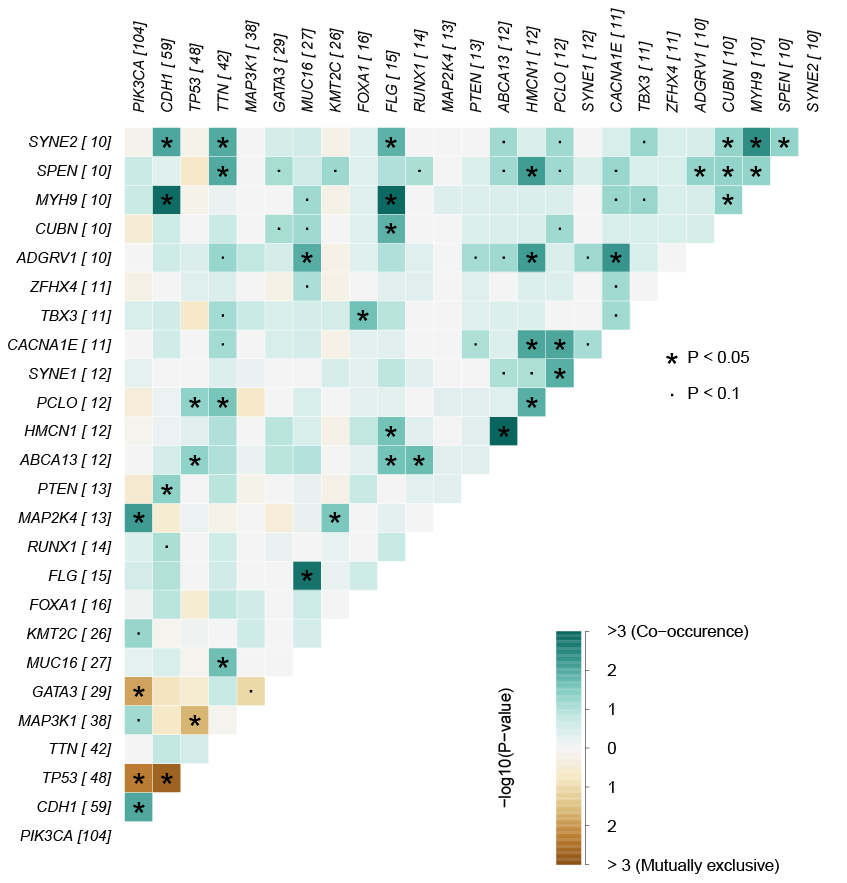 PIK3CA [104]
CDH1 [ 59]
TP53 [ 48]
TTN [ 42]
MAP3K1 [ 38]
GATA3 [ 29]
MUC16 [ 27]
KMT2C [ 26]
FOXA1 [ 16]
FLG [ 15]
RUNX1 [ 14]
MAP2K4 [ 13]
PTEN [ 13]
ABCA13 [ 12]
HMCN1 [ 12]
PCLO [ 12]
SYNE1 [ 12]
CACNA1E [ 11]
TBX3 [ 11]
ZFHX4 [ 11]
ADGRV1 [ 10]
CUBN [ 10]
MYH9 [ 10]
SPEN [ 10]
SYNE2 [ 10]
SYNE2 [ 10]
SPEN [ 10]
MYH9 [ 10]
CUBN [ 10]
ADGRV1 [ 10]
ZFHX4 [ 11]
TBX3 [ 11]
CACNA1E [ 11]
SYNE1 [ 12]
PCLO [ 12]
HMCN1 [ 12]
ABCA13 [ 12]
PTEN [ 13]
MAP2K4 [ 13]
RUNX1 [ 14]
FLG [ 15]
FOXA1 [ 16]
KMT2C [ 26]
MUC16 [ 27]
GATA3 [ 29]
MAP3K1 [ 38]
TTN [ 42]
TP53 [ 48]
CDH1 [ 59]
PIK3CA [104]
* P < 0.05
· P < 0.1
−log10(P−value)
>3 (Co−occurence)
2
1
0
1
2
> 3 (Mutually exclusive)